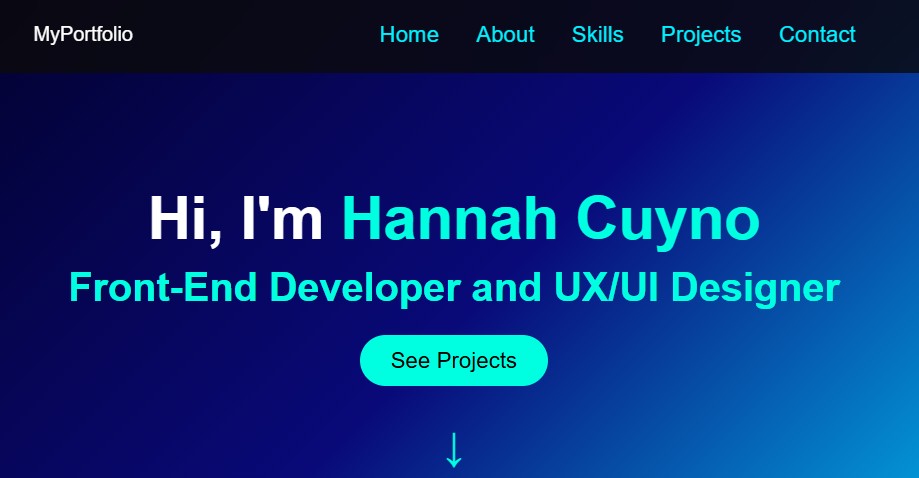 MyPortfolio Home About Skills Projects Contact
Hi, I'm Hannah Cuyno
Front-End Developer and UX/UI Designer
See Projects
↓